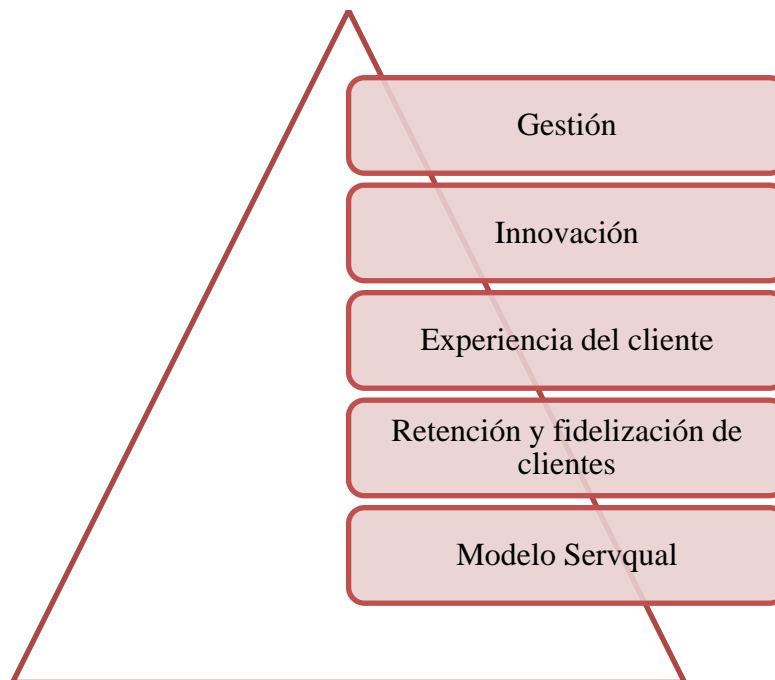 Gestión
Innovación
Experiencia del cliente
Retención y fidelización de
clientes
Modelo Servqual